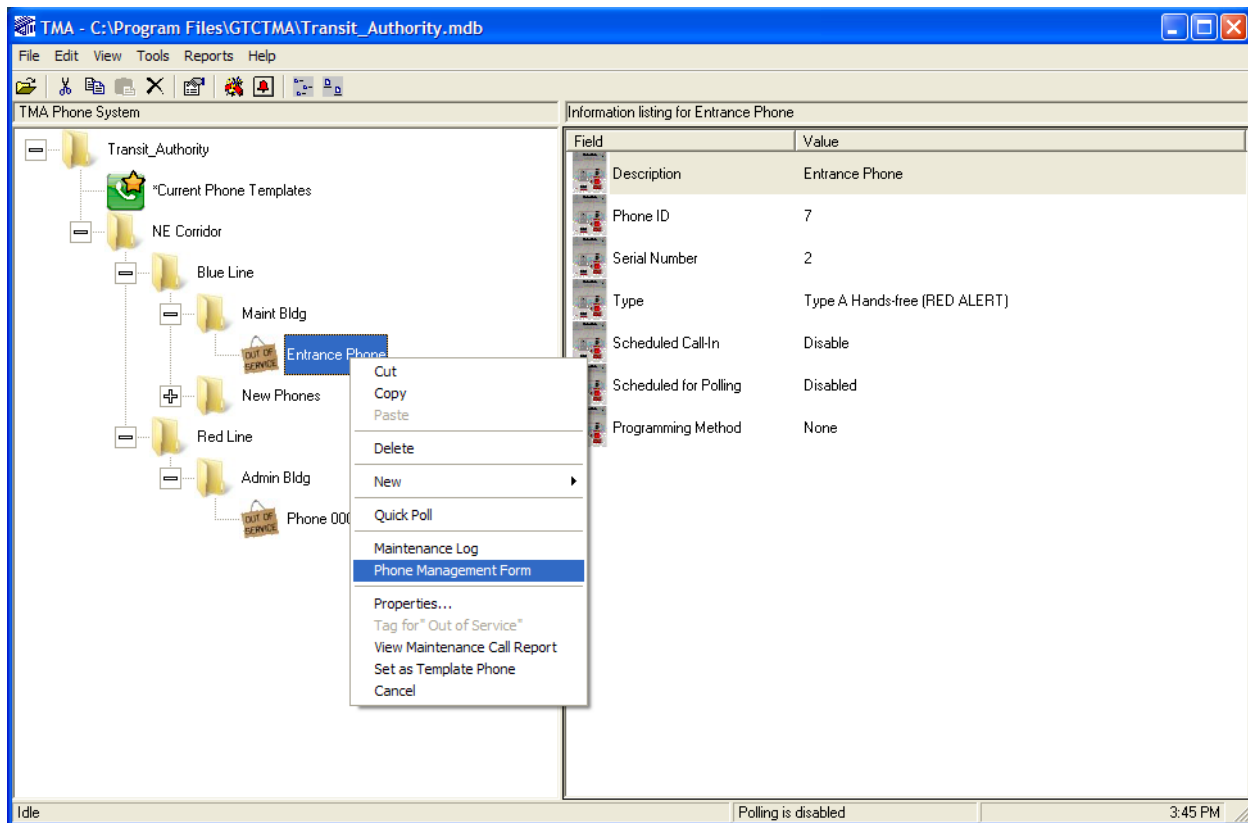 TMA - C:\Program Files\GTCTMA\Transit_Authority.mdb
File Edit View Tools Reports Help
TMA Phone System
Information listing for Entrance Phone
Transit_Authority
*Current Phone Templates
NE Corridor
Blue Line
Maint Bldg
OUT OF SERVICE
Entrance Phone
New Phones
Red Line
Admin Bldg
OUT OF SERVICE
Phone 000
Cut
Copy
Paste
Delete
New
Quick Poll
Maintenance Log
Phone Management Form
Properties...
Tag for" Out of Service"
View Maintenance Call Report
Set as Template Phone
Cancel
Field Value
Description Entrance Phone
Phone ID 7
Serial Number 2
Type Type A Hands-free (RED ALERT)
Scheduled Call-In Disable
Scheduled for Polling Disabled
Programming Method None
Idle
Polling is disabled
3:45 PM